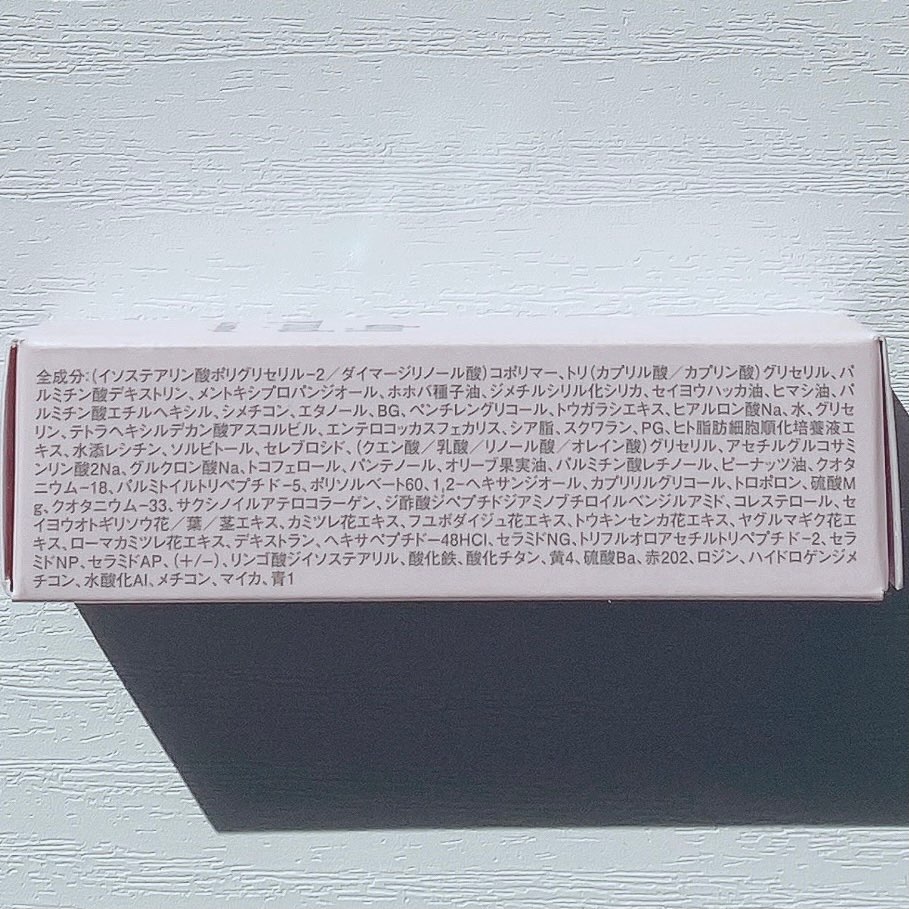 全成分:(イソステアリン酸ポリグリセリル-2／ダイマージリノール酸)コポリマー、トリ(カプリル酸／カプリン酸)グリセリル、パ
ルミチン酸デキストリン、メントキシプロパンジオール、ホホバ種子油、ジメチルシリル化シリカ、セイヨウハッカ油、ヒマシ油、パ
ルミチン酸エチルヘキシル、シメチコン、エタノール、BG、ペンチレングリコール、トウガラシエキス、ヒアルロン酸Na、水、グリセ
リン、テトラヘキシルデカン酸アスコルビル、エンテロコッカスフェカリス、シア脂、スクワラン、PG、ヒト脂肪細胞順化培養液エ
キス、水添レシチン、ソルビトール、セレブロシド、(クエン酸／乳酸／リノール酸／オレイン酸)グリセリル、アセチルグルコサミ
ンリン酸2Na、グルクロン酸Na、トコフェロール、パンテノール、オリーブ果実油、パルミチン酸レチノール、ピーナッツ油、クオタ
ニウム-18、パルミトイルトリペプチド-5、ポリソルベート60、1,2-ヘキサンジオール、カプリリルグリコール、トロポロン、硫酸M
g、クオタニウム-33、サクシノイルアテロコラーゲン、ジ酢酸ジペプチドジアミノブチロイルベンジルアミド、コレステロール、セ
イヨウオトギリソウ花／葉／茎エキス、カミツレ花エキス、フユボダイジュ花エキス、トウキンセンカ花エキス、ヤグルマギク花エ
キス、ローマカミツレ花エキス、デキストラン、ヘキサペプチド-48HCl、セラミドNG、トリフルオロアセチルトリペプチド-2、セラ
ミドNP、セラミドAP、(+/-)、リンゴ酸ジイソステアリル、酸化鉄、酸化チタン、黄4、硫酸Ba、赤202、ロジン、ハイドロゲンジメ
チコン、水酸化Al、メチコン、マイカ、青1